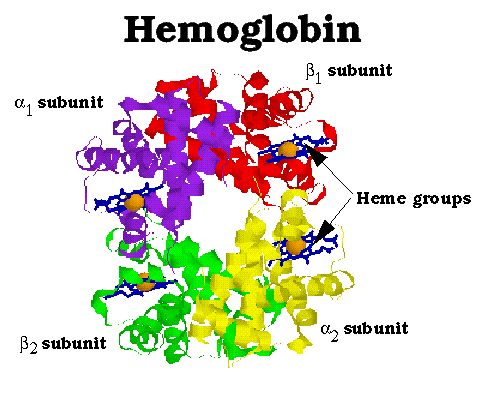 Hemoglobin
β1 subunit
α1 subunit
Heme groups
α2 subunit
β2 subunit